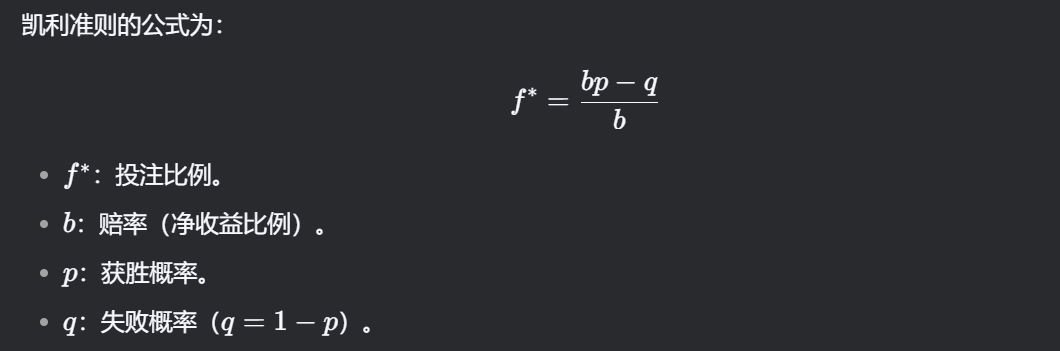 凯利准则的公式为：
f* = (bp − q) / b
• f*：投注比例。
• b：赔率（净收益比例）。
• p：获胜概率。
• q：失败概率（q = 1 − p）。